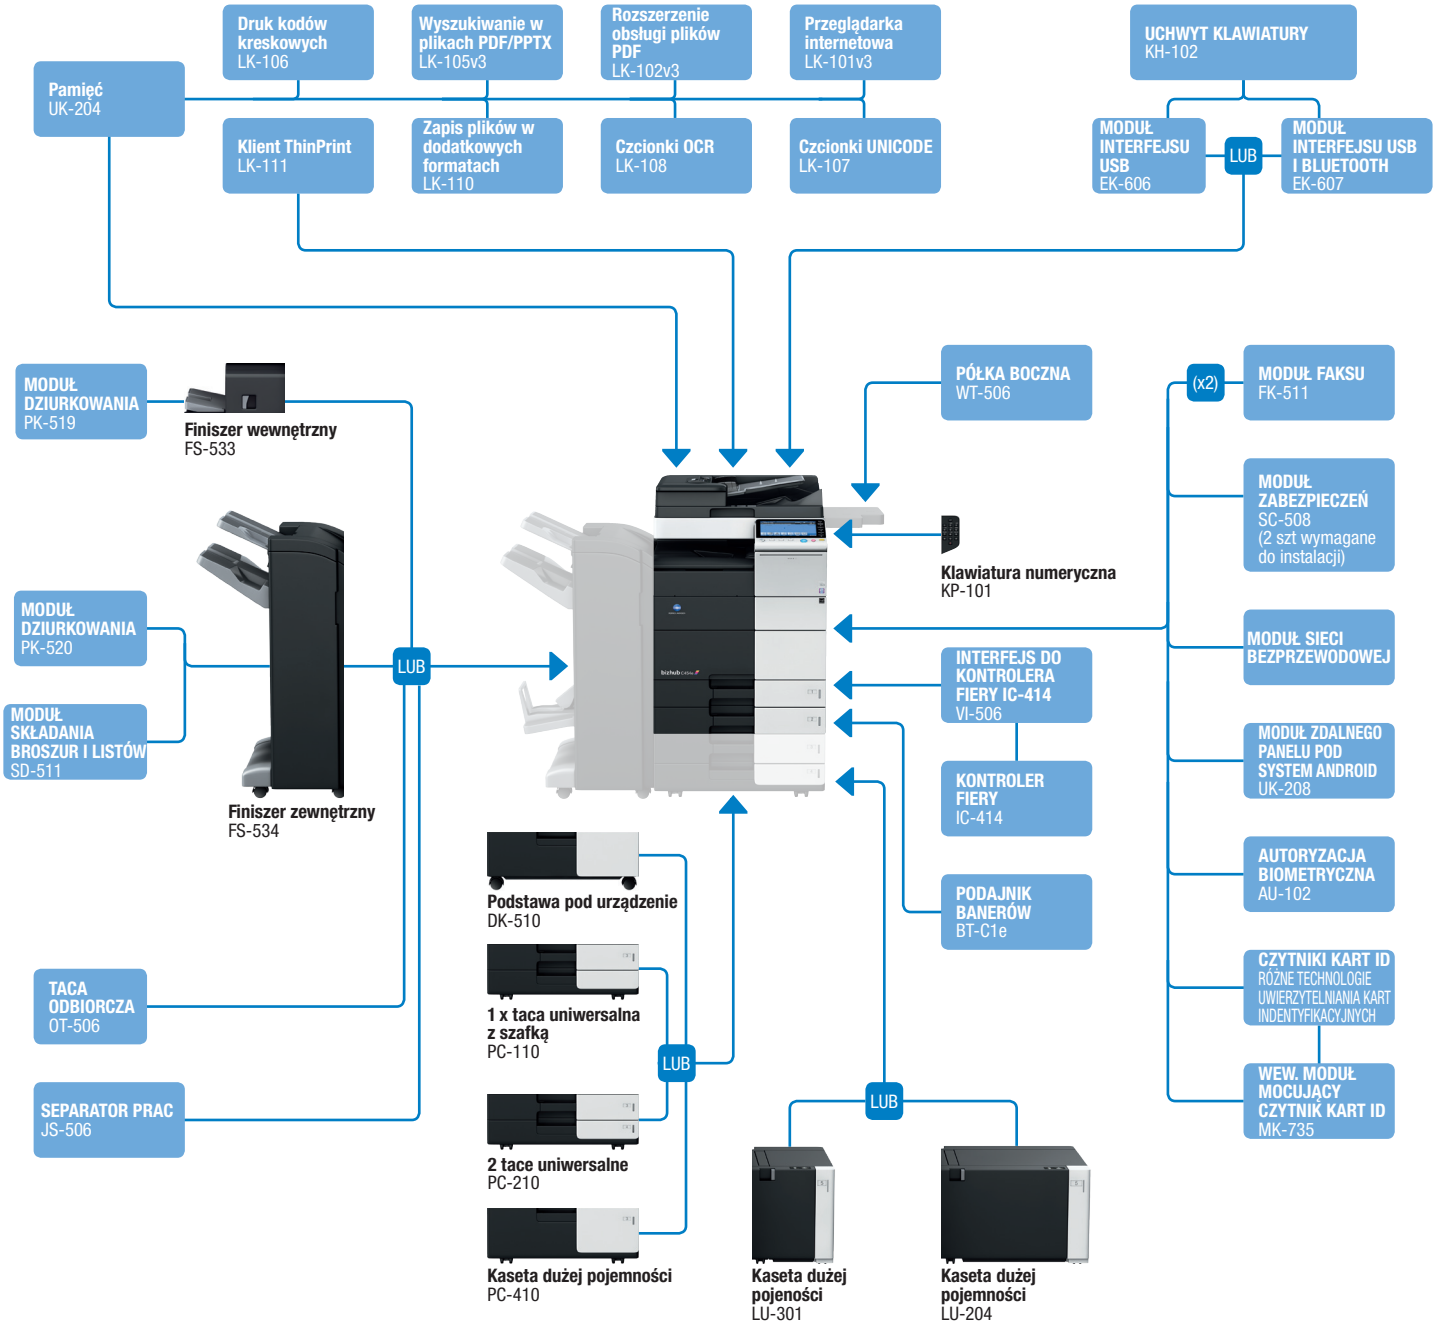 Druk kodów
kreskowych
LK-106
Wyszukiwanie w
plikach PDF/PPTX
LK-105v3
Rozszerzenie
obsługi plików
PDF
LK-102v3
Przeglądarka
internetowa
LK-101v3
UCHWYT KLAWIATURY
KH-102
Pamięć
UK-204
Klient ThinPrint
LK-111
Zapis plików w
dodatkowych
formatach
LK-110
Czcionki OCR
LK-108
Czcionki UNICODE
LK-107
MODUŁ
INTERFEJSU
USB
EK-606
LUB
MODUŁ
INTERFEJSU USB
I BLUETOOTH
EK-607
MODUŁ
DZIURKOWANIA
PK-519
Finiszer wewnętrzny
FS-533
PÓŁKA BOCZNA
WT-506
(x2)
MODUŁ FAKSU
FK-511
MODUŁ
ZABEZPIECZEŃ
SC-508
(2 szt wymagane
do instalacji)
Klawiatura numeryczna
KP-101
MODUŁ
DZIURKOWANIA
PK-520
LUB
bizhub C454e
INTERFEJS DO
KONTROLERA
FIERY IC-414
VI-506
MODUŁ SIECI
BEZPRZEWODOWEJ
MODUŁ
SKŁADANIA
BROSZUR I LISTÓW
SD-511
Finiszer zewnętrzny
FS-534
KONTROLER
FIERY
IC-414
MODUŁ ZDALNEGO
PANELU POD
SYSTEM ANDROID
UK-208
Podstawa pod urządzenie
DK-510
PODAJNIK
BANERÓW
BT-C1e
AUTORYZACJA
BIOMETRYCZNA
AU-102
TACA
ODBIORCZA
OT-506
1 x taca uniwersalna
z szafką
PC-110
CZYTNIKI KART ID
RÓŻNE TECHNOLOGIE
UWIERZYTELNIANIA KART
INDENTYFIKACYJNYCH
LUB
LUB
SEPARATOR PRAC
JS-506
WEW. MODUŁ
MOCUJĄCY
CZYTNIK KART ID
MK-735
2 tace uniwersalne
PC-210
Kaseta dużej pojemności
PC-410
Kaseta dużej
pojeności
LU-301
Kaseta dużej
pojemności
LU-204